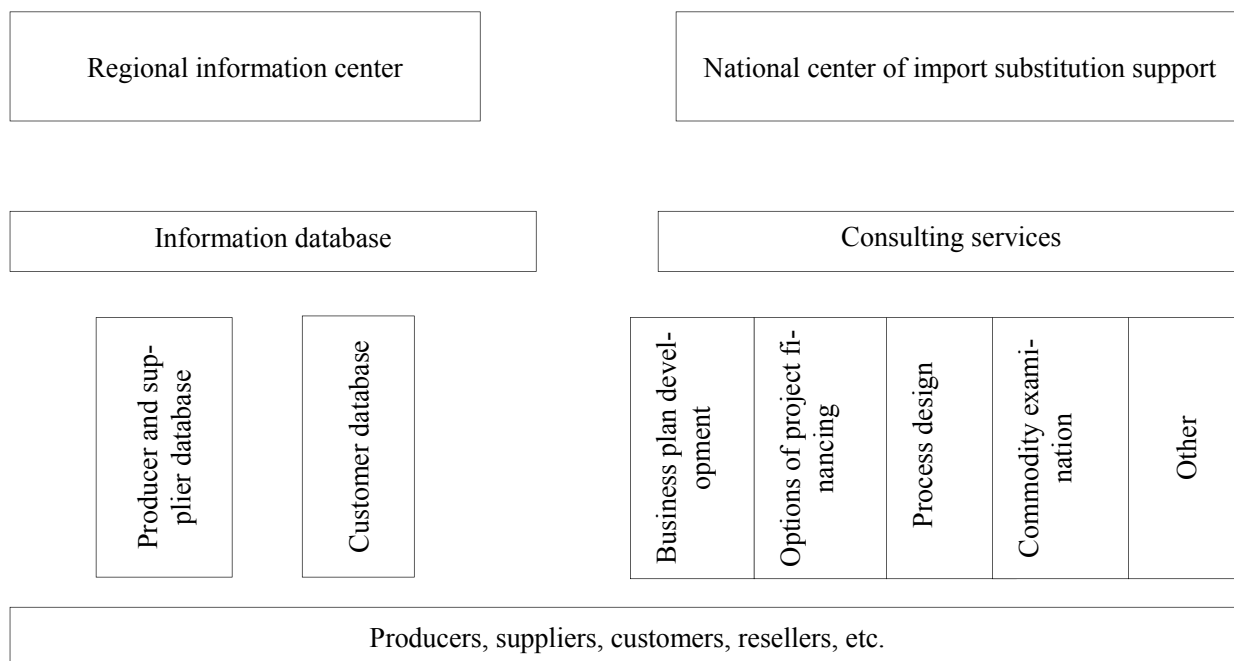 Regional information center
National center of import substitution support
Information database
Consulting services
Producer and sup-
plier database
Customer database
Business plan devel-
opment
Options of project fi-
nancing
Process design
Commodity exami-
nation
Other
Producers, suppliers, customers, resellers, etc.